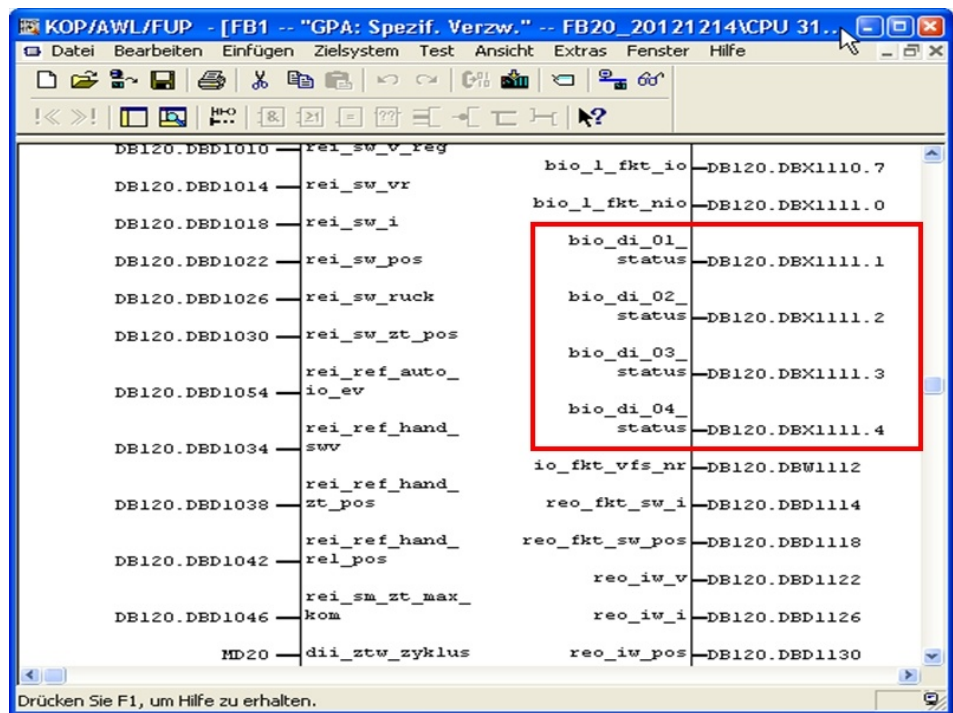 KOP/AWL/FUP - [FB1 -- "GPA: Spezif. Verzw." -- FB20_20121214\CPU 31...
Datei Bearbeiten Einfügen Zielsystem Test Ansicht Extras Fenster Hilfe
DB120.DBD1010 rei_sw_v_reg
DB120.DBD1014 rei_sw_vr
DB120.DBD1018 rei_sw_i
DB120.DBD1022 rei_sw_pos
DB120.DBD1026 rei_sw_ruck
DB120.DBD1030 rei_sw_zt_pos
rei_ref_auto_
DB120.DBD1054 io_ev
rei_ref_hand_
DB120.DBD1034 swv
rei_ref_hand_
DB120.DBD1038 zt_pos
rei_ref_hand_
DB120.DBD1042 rel_pos
rei_sm_zt_max_
DB120.DBD1046 kom
MD20 dii_ztw_zyklus
bio_l_fkt_io DB120.DBX1110.7
bio_l_fkt_nio DB120.DBX1111.0
bio_di_01_
status DB120.DBX1111.1
bio_di_02_
status DB120.DBX1111.2
bio_di_03_
status DB120.DBX1111.3
bio_di_04_
status DB120.DBX1111.4
io_fkt_vfs_nr DB120.DBW1112
reo_fkt_sw_i DB120.DBD1114
reo_fkt_sw_pos DB120.DBD1118
reo_iw_v DB120.DBD1122
reo_iw_i DB120.DBD1126
reo_iw_pos DB120.DBD1130
Drücken Sie F1, um Hilfe zu erhalten.